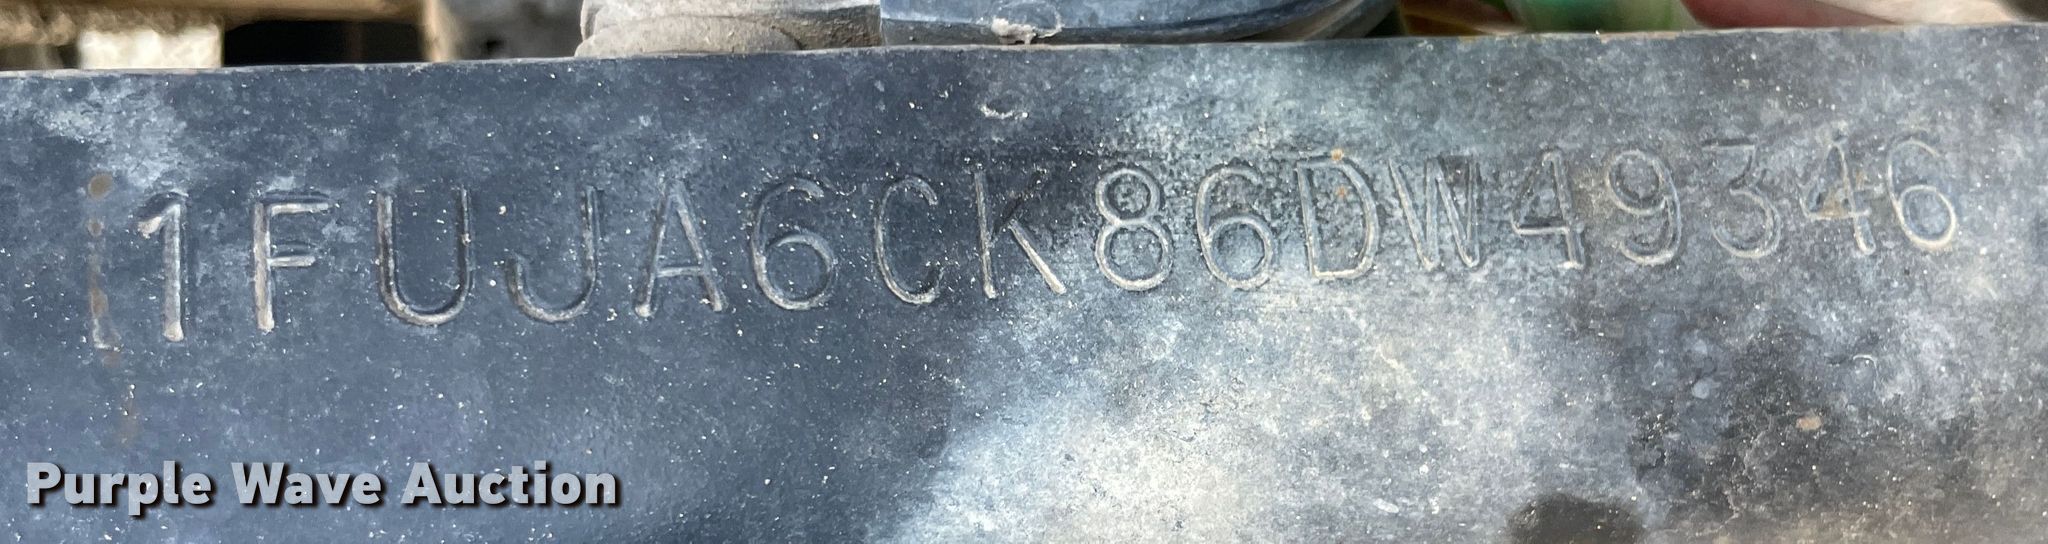 1FUJA6CK86DW49346
Purple Wave Auction